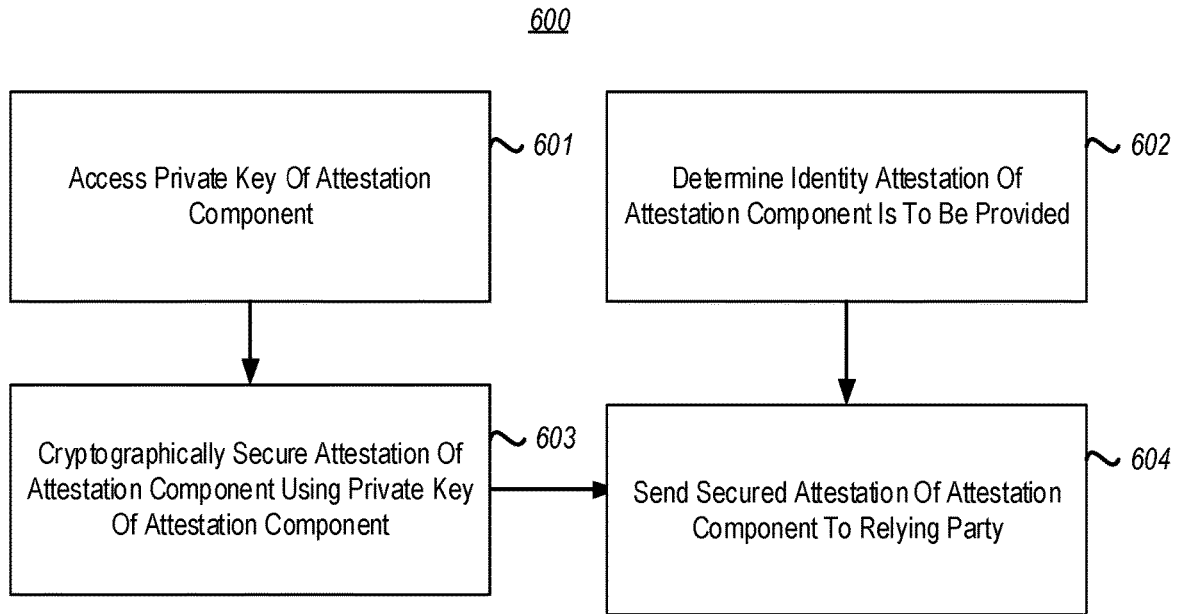 600
Access Private Key Of Attestation
Component
601
Determine Identity Attestation Of
Attestation Component Is To Be Provided
602
Cryptographically Secure Attestation Of
Attestation Component Using Private Key
Of Attestation Component
603
Send Secured Attestation Of Attestation
Component To Relying Party
604